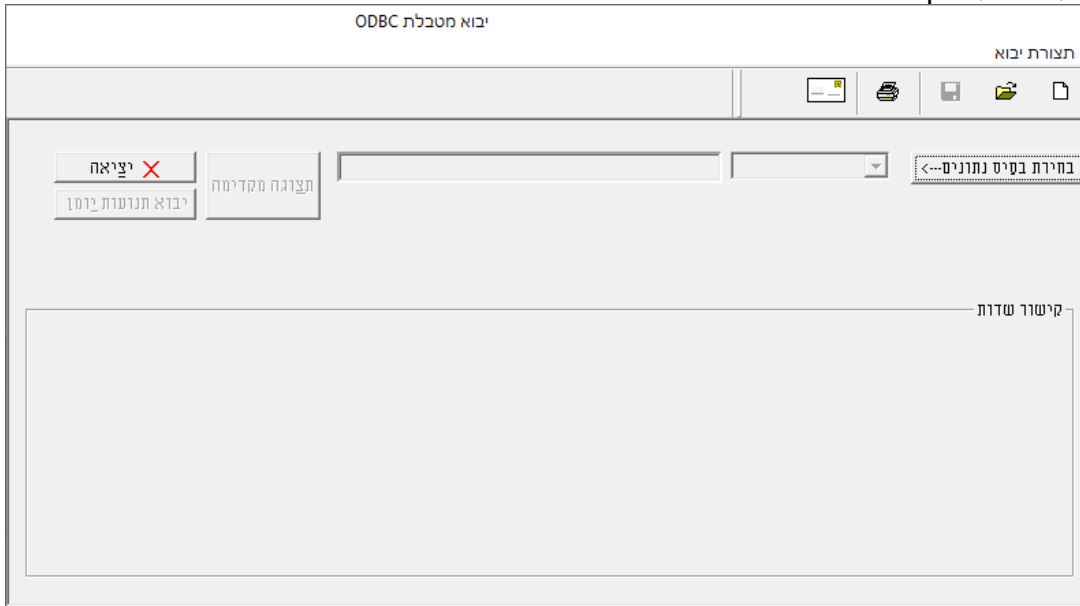 יבוא מטבלת ODBC
תצורת יבוא
בחירת בסיס נתונים--->
תצוגה מקדימה
יציאה
יבוא תנועות יומן
קישור שדות